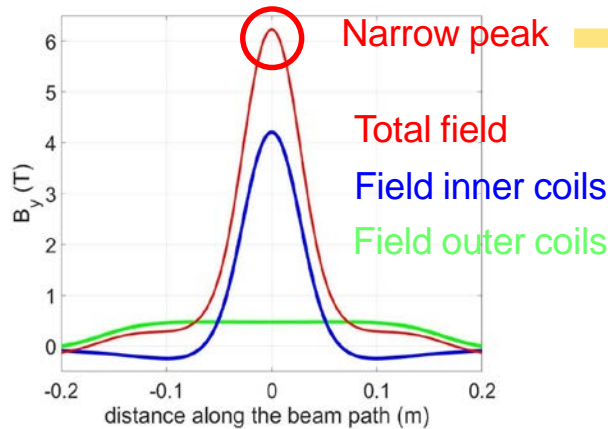 Narrow peak
Total field
Field inner coils
Field outer coils
B_y (T)
6
5
4
3
2
1
0
-0.2 -0.1 0 0.1 0.2
distance along the beam path (m)